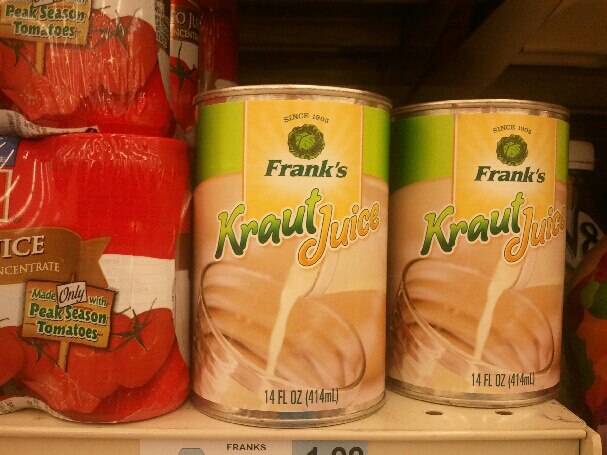 Peak Season
Tomatoes
ICE
NCENTRATE
Made Only with
Peak Season
Tomatoes
SINCE 1905
Frank's
Kraut Juice
14 FL OZ (414mL)
SINCE 1905
Frank's
Kraut Juice
14 FL OZ (414mL)
FRANKS